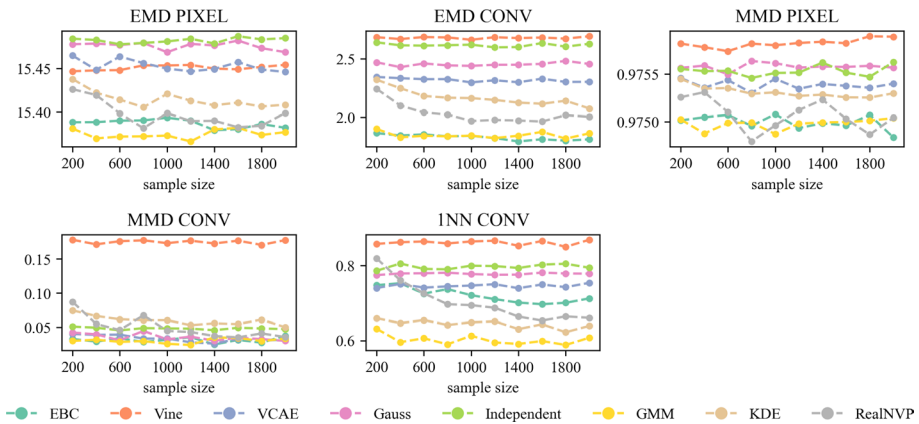 EMD PIXEL
EMD CONV
MMD PIXEL
15.45
15.40
200 600 1000 1400 1800
sample size
2.5
2.0
200 600 1000 1400 1800
sample size
0.9755
0.9750
200 600 1000 1400 1800
sample size
MMD CONV
1NN CONV
0.15
0.10
0.05
200 600 1000 1400 1800
sample size
0.8
0.6
200 600 1000 1400 1800
sample size
EBC Vine VCAE Gauss Independent GMM KDE RealNVP